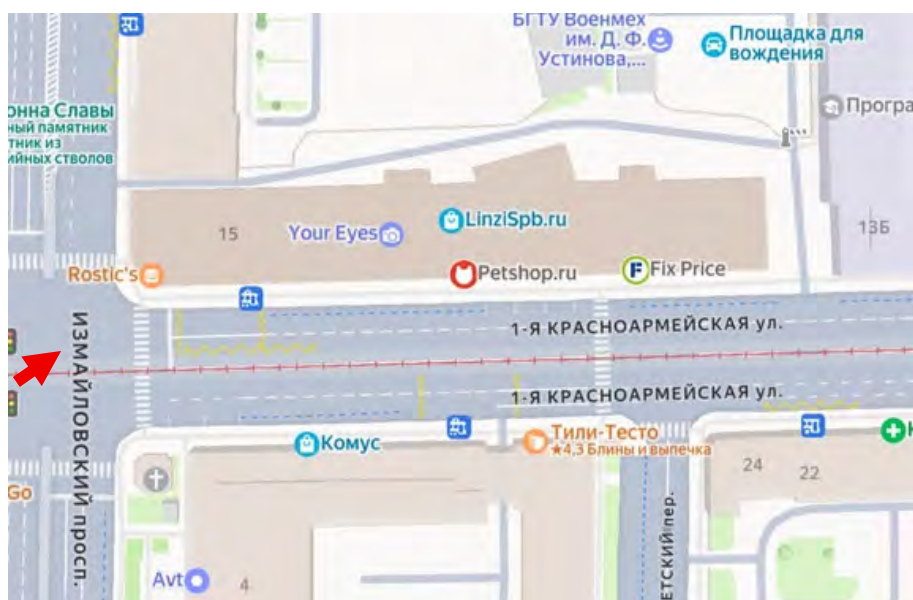 БГТУ Военмех
им. Д. Ф.
Устинова,...
Площадка для
вождения
онна Славы
ный памятник
тник из
ийных стволов
Програ
15
Your Eyes
LinziSpb.ru
13Б
Rostic's
Petshop.ru
F Fix Price
1-Я КРАСНОАРМЕЙСКАЯ ул.
ИЗМАЙЛОВСКИЙ просп.
1-Я КРАСНОАРМЕЙСКАЯ ул.
Комус
Тили-Тесто
★4,3 Блины и выпечка
24
22
Go
ЕТСКИЙ пер.
Avt
4